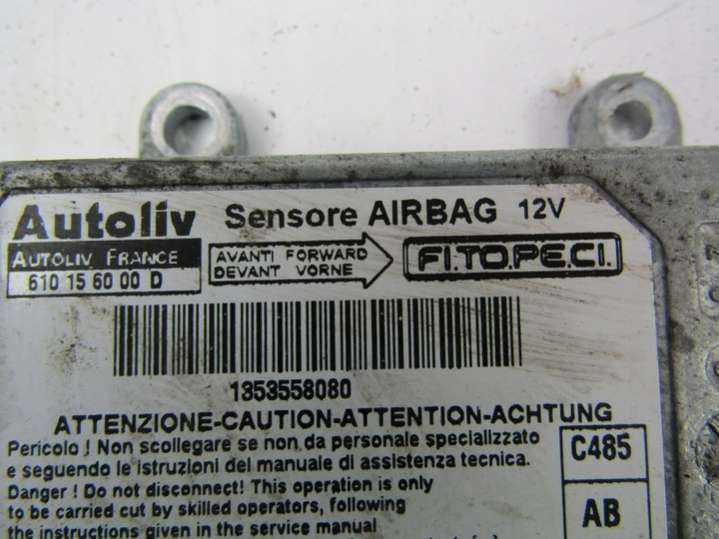 Autoliv Sensore AIRBAG 12V
AUTOLIV FRANCE
610 15 60 00 D
AVANTI FORWARD
DEVANT VORNE
FI.TO.PE.CI.
1353558080
ATTENZIONE-CAUTION-ATTENTION-ACHTUNG
Pericolo ! Non scollegare se non da personale specializzato
e seguendo le istruzioni del manuale di assistenza tecnica.
Danger ! Do not disconnect! This operation is only
to be carried cut by skilled operators, following
the instructions given in the service manual
C485
AB